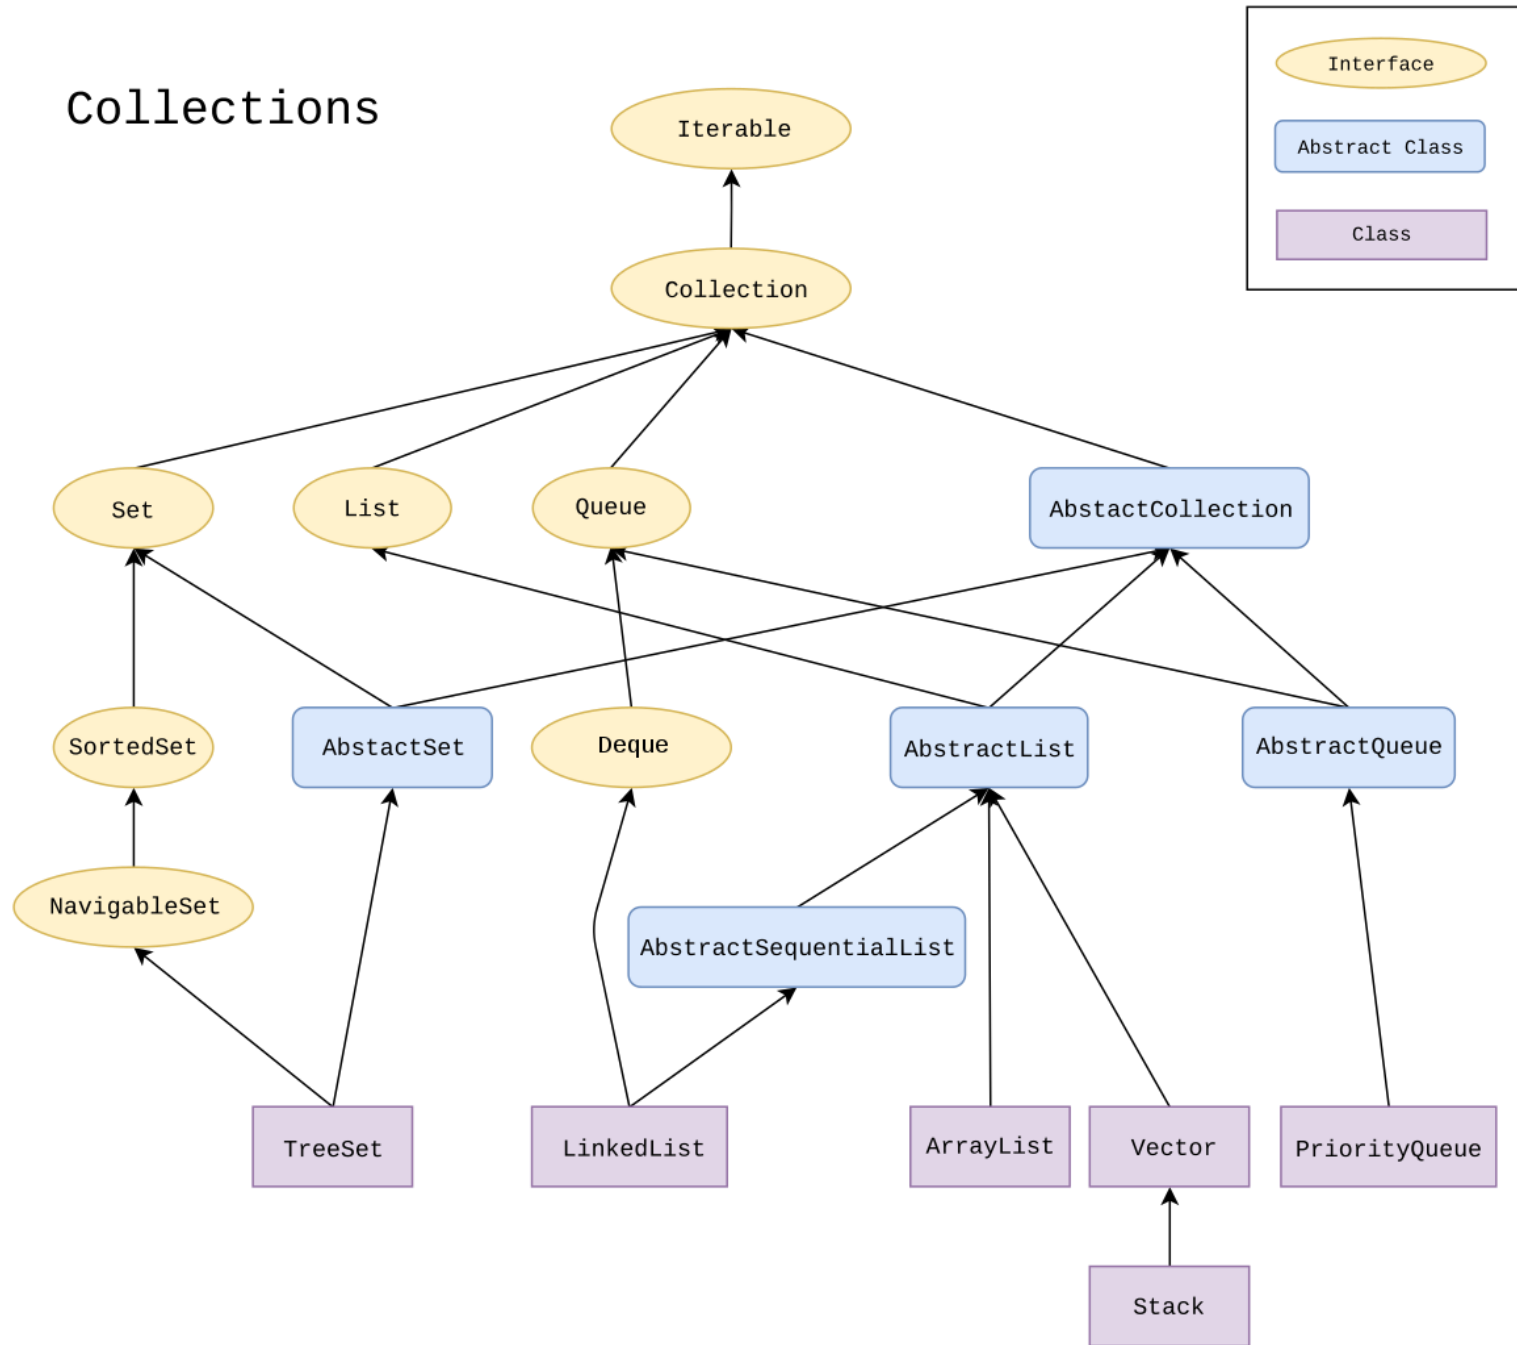 Collections
Interface
Abstract Class
Class
Iterable
Collection
Set
List
Queue
AbstactCollection
SortedSet
AbstactSet
Deque
AbstractList
AbstractQueue
NavigableSet
AbstractSequentialList
TreeSet
LinkedList
ArrayList
Vector
PriorityQueue
Stack